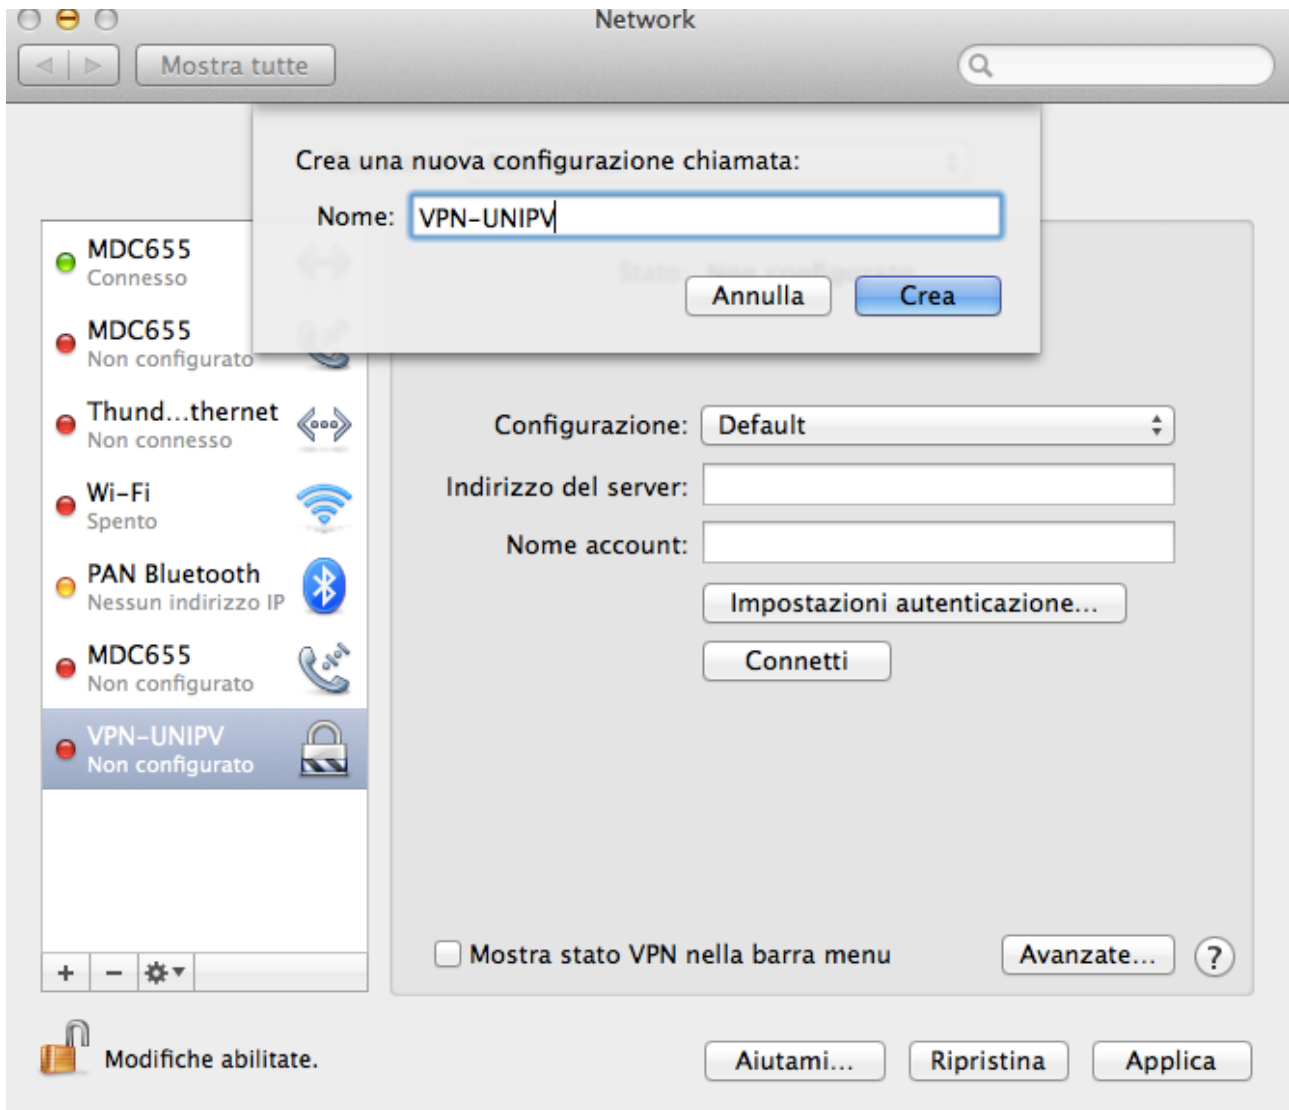 Network
Mostra tutte
Crea una nuova configurazione chiamata:
Nome: VPN-UNIPV
Annulla
Crea
Stato: Non configurato
MDC655
Connesso
MDC655
Non configurato
Thund...thernet
Non connesso
Wi-Fi
Spento
PAN Bluetooth
Nessun indirizzo IP
MDC655
Non configurato
VPN-UNIPV
Non configurato
Configurazione: Default
Indirizzo del server:
Nome account:
Impostazioni autenticazione...
Connetti
Mostra stato VPN nella barra menu
Avanzate...
?
Modifiche abilitate.
Aiutami...
Ripristina
Applica